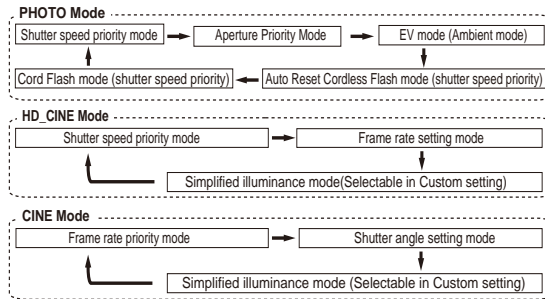 PHOTO Mode
Shutter speed priority mode
Aperture Priority Mode
EV mode (Ambient mode)
Cord Flash mode (shutter speed priority)
Auto Reset Cordless Flash mode (shutter speed priority)
HD_CINE Mode
Shutter speed priority mode
Frame rate setting mode
Simplified illuminance mode(Selectable in Custom setting)
CINE Mode
Frame rate priority mode
Shutter angle setting mode
Simplified illuminance mode (Selectable in Custom setting)